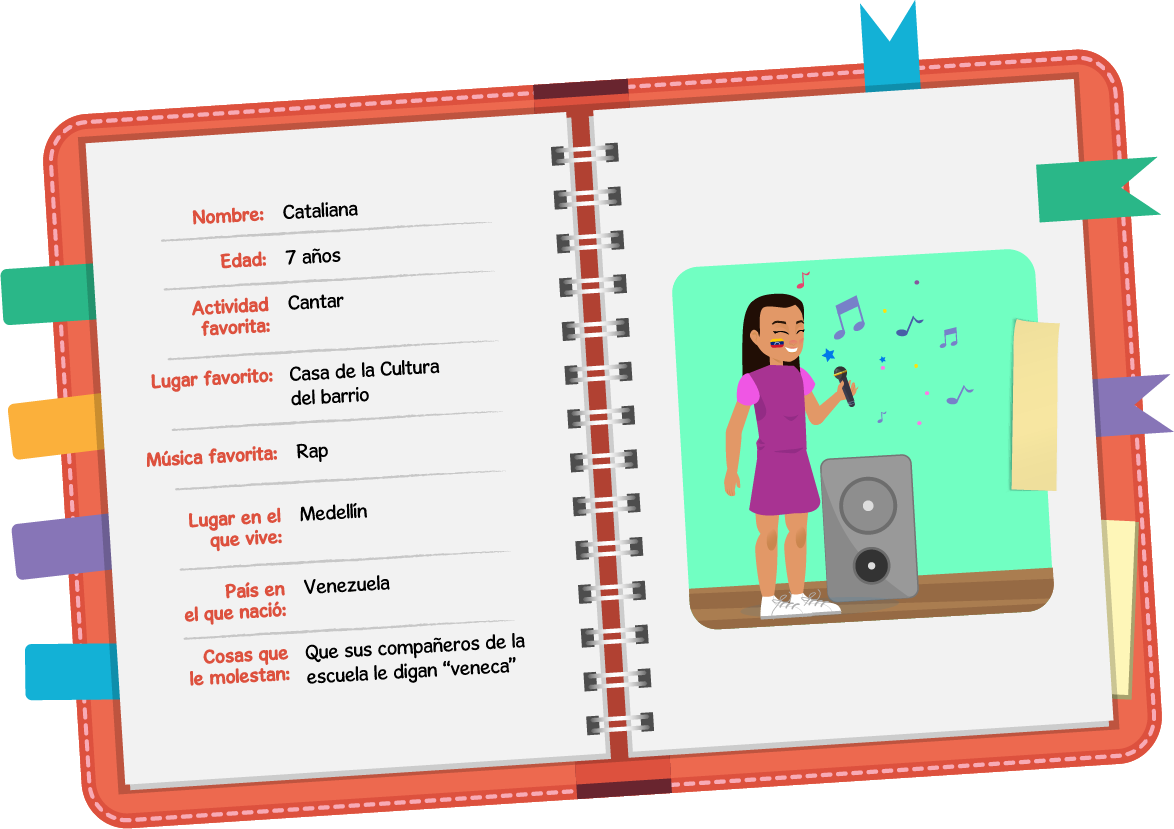 Nombre: Cataliana
Edad: 7 años
Actividad Cantar
favorita:
Lugar favorito: Casa de la Cultura
del barrio
Música favorita: Rap
Lugar en el Medellín
que vive:
País en Venezuela
el que nació:
Cosas que Que sus compañeros de la
le molestan: escuela le digan “veneca”